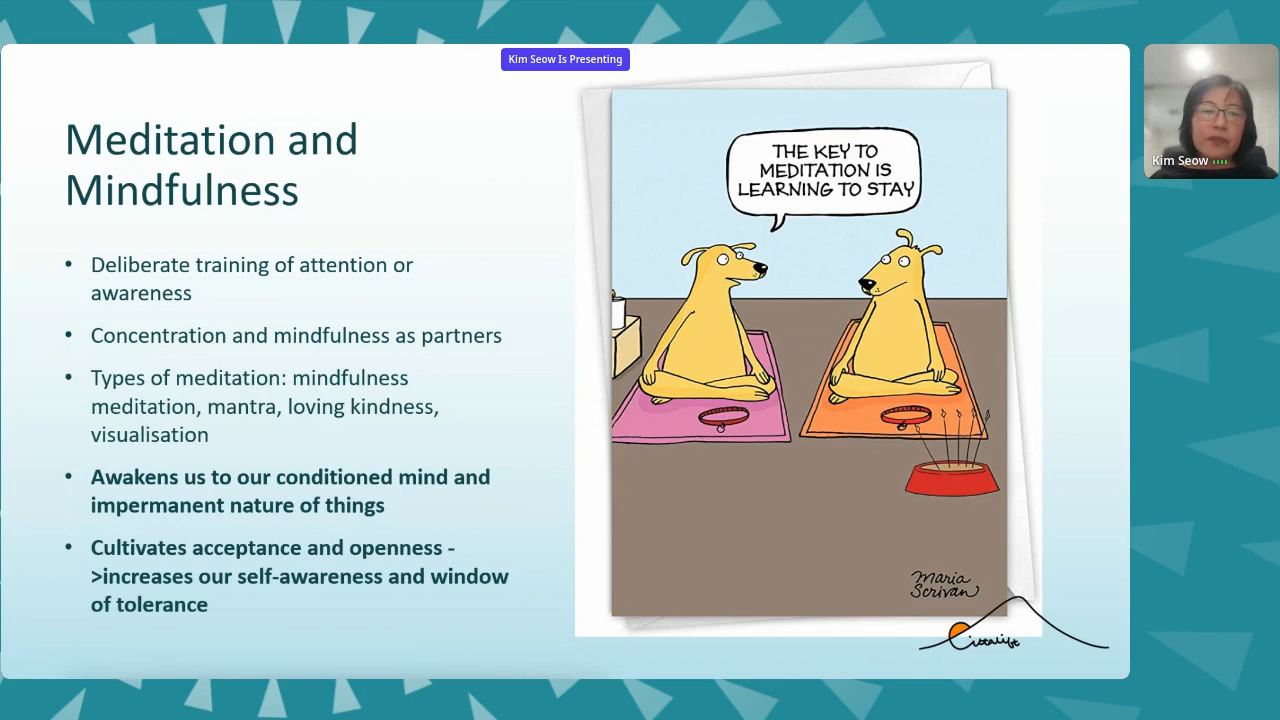 Kim Seow Is Presenting
Meditation and
Mindfulness
• Deliberate training of attention or
awareness
• Concentration and mindfulness as partners
• Types of meditation: mindfulness
meditation, mantra, loving kindness,
visualisation
• Awakens us to our conditioned mind and
impermanent nature of things
• Cultivates acceptance and openness -
>increases our self-awareness and window
of tolerance
THE KEY TO
MEDITATION IS
LEARNING TO STAY
Maria
Scrivan
Cittalift
Kim Seow